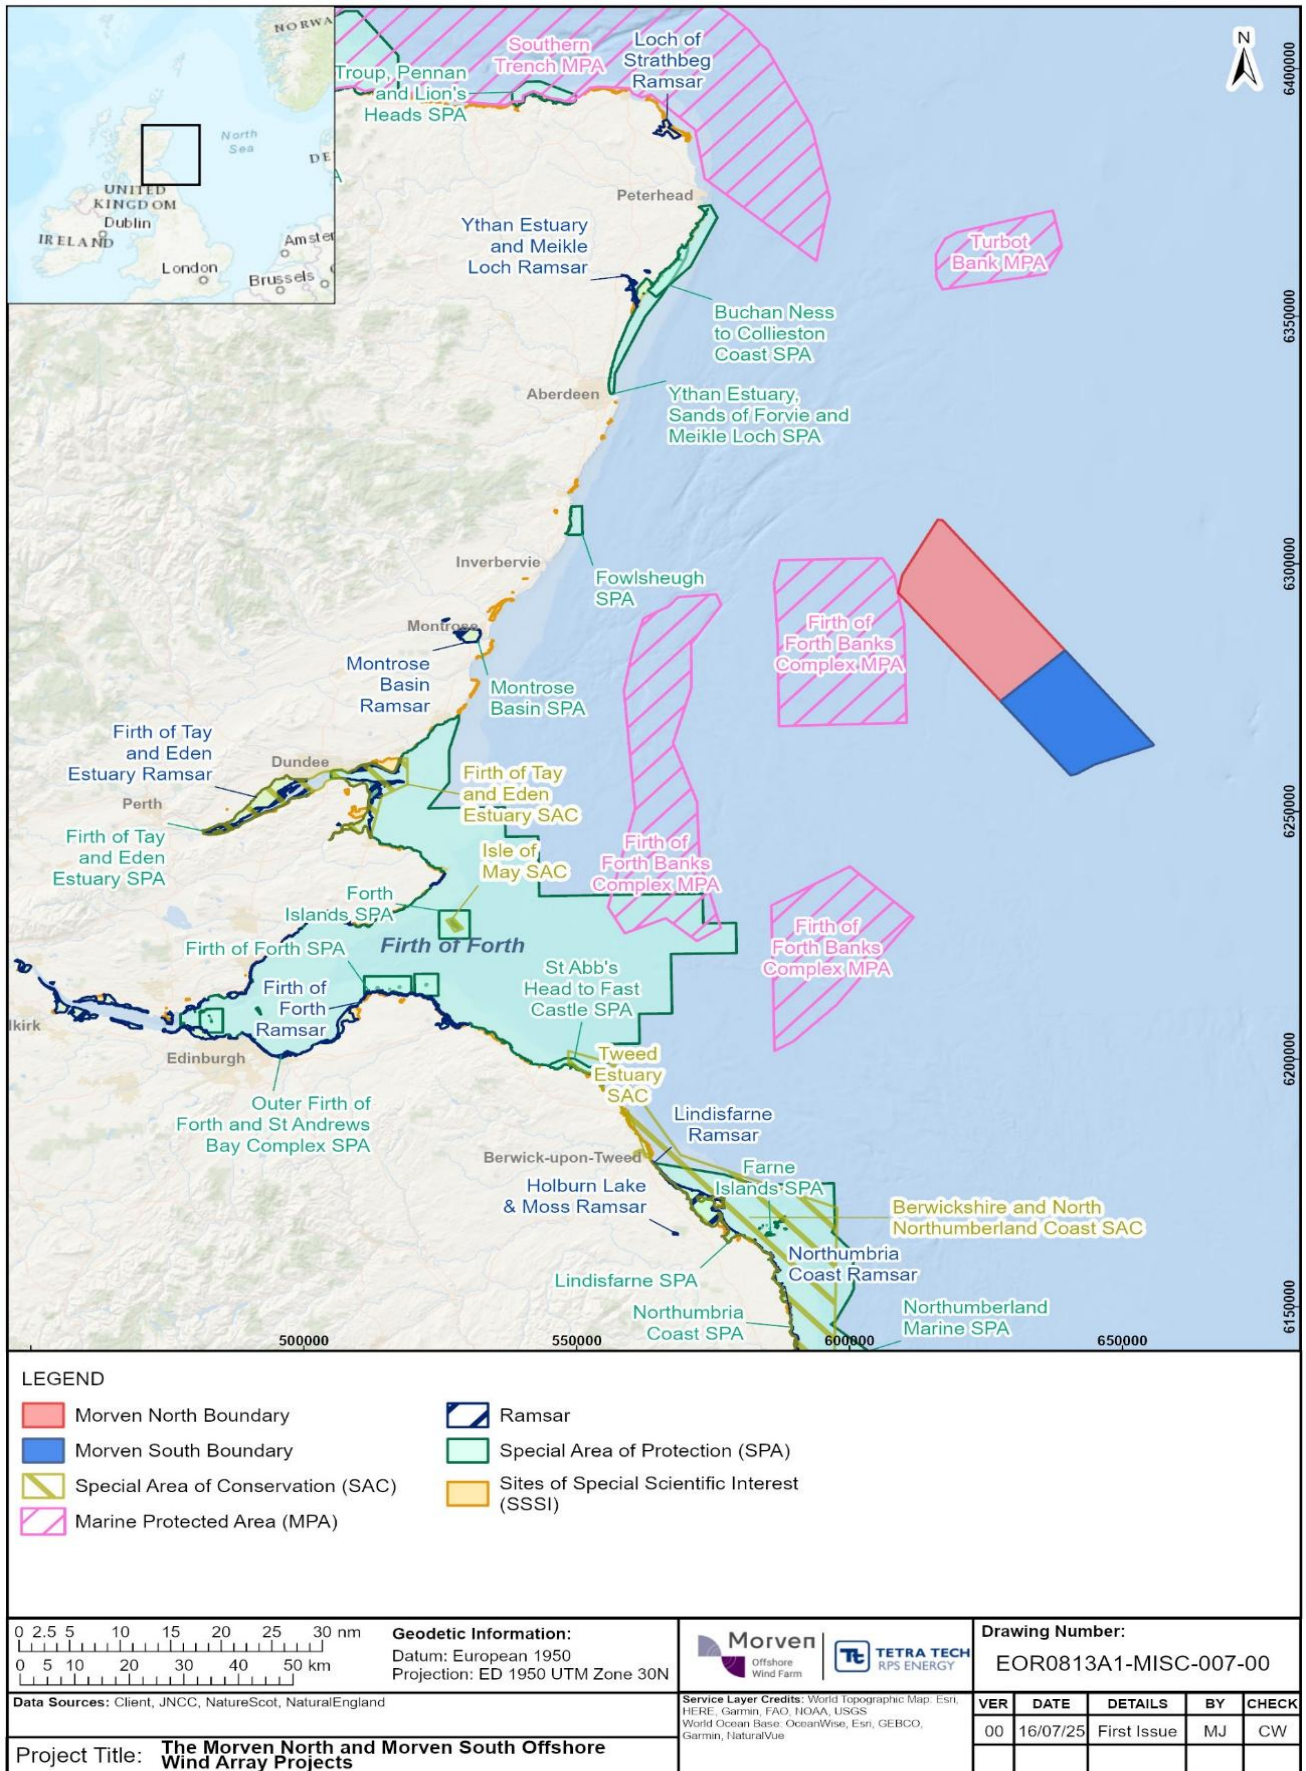 NORWA
North
Sea
DE
UNITED
KINGDOM
Dublin
IRELAND
Amster
London
Brussels
N
Southern
Trench MPA
Loch of
Strathbeg
Ramsar
Troup, Pennan
and Lion's
Heads SPA
6400000
Peterhead
Ythan Estuary
and Meikle
Loch Ramsar
Turbot
Bank MPA
Buchan Ness
to Collieston
Coast SPA
6350000
Aberdeen
Ythan Estuary,
Sands of Forvie and
Meikle Loch SPA
Inverbervie
Fowlsheugh
SPA
6300000
Montrose
Firth of
Forth Banks
Complex MPA
Montrose
Basin
Ramsar
Montrose
Basin SPA
Firth of Tay
and Eden
Estuary Ramsar
Dundee
Perth
Firth of Tay
and Eden
Estuary SAC
6250000
Firth of Tay
and Eden
Estuary SPA
Isle of
May SAC
Firth of
Forth Banks
Complex MPA
Forth
Islands SPA
Firth of Forth SPA
Firth of Forth
Firth of
Forth Banks
Complex MPA
St Abb's
Head to Fast
Castle SPA
Firth of
Forth
Ramsar
lkirk
Edinburgh
Tweed
Estuary
SAC
6200000
Outer Firth of
Forth and St Andrews
Bay Complex SPA
Lindisfarne
Ramsar
Berwick-upon-Tweed
Farne
Islands SPA
Holburn Lake
& Moss Ramsar
Berwickshire and North
Northumberland Coast SAC
Northumbria
Coast Ramsar
Lindisfarne SPA
Northumbria
Coast SPA
Northumberland
Marine SPA
6150000
500000
550000
600000
650000
LEGEND
Morven North Boundary
Morven South Boundary
Special Area of Conservation (SAC)
Marine Protected Area (MPA)
Ramsar
Special Area of Protection (SPA)
Sites of Special Scientific Interest
(SSSI)
0 2.5 5 10 15 20 25 30 nm
0 5 10 20 30 40 50 km
Geodetic Information:
Datum: European 1950
Projection: ED 1950 UTM Zone 30N
Morven
Offshore
Wind Farm
TETRA TECH
RPS ENERGY
Drawing Number:
EOR0813A1-MISC-007-00
Data Sources: Client, JNCC, NatureScot, NaturalEngland
Service Layer Credits: World Topographic Map: Esri,
HERE, Garmin, FAO, NOAA, USGS
World Ocean Base: OceanWise, Esri, GEBCO,
Garmin, NaturalVue
VER DATE DETAILS BY CHECK
00 16/07/25 First Issue MJ CW
Project Title: The Morven North and Morven South Offshore
Wind Array Projects